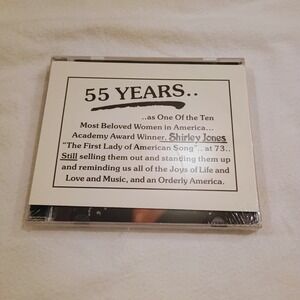 55 YEARS..
..as One Of the Ten
Most Beloved Women in America...
Academy Award Winner, Shirley Jones
"The First Lady of American Song".. at 73..
Still selling them out and standing them up
and reminding us all of the Joys of Life and
Love and Music, and an Orderly America.